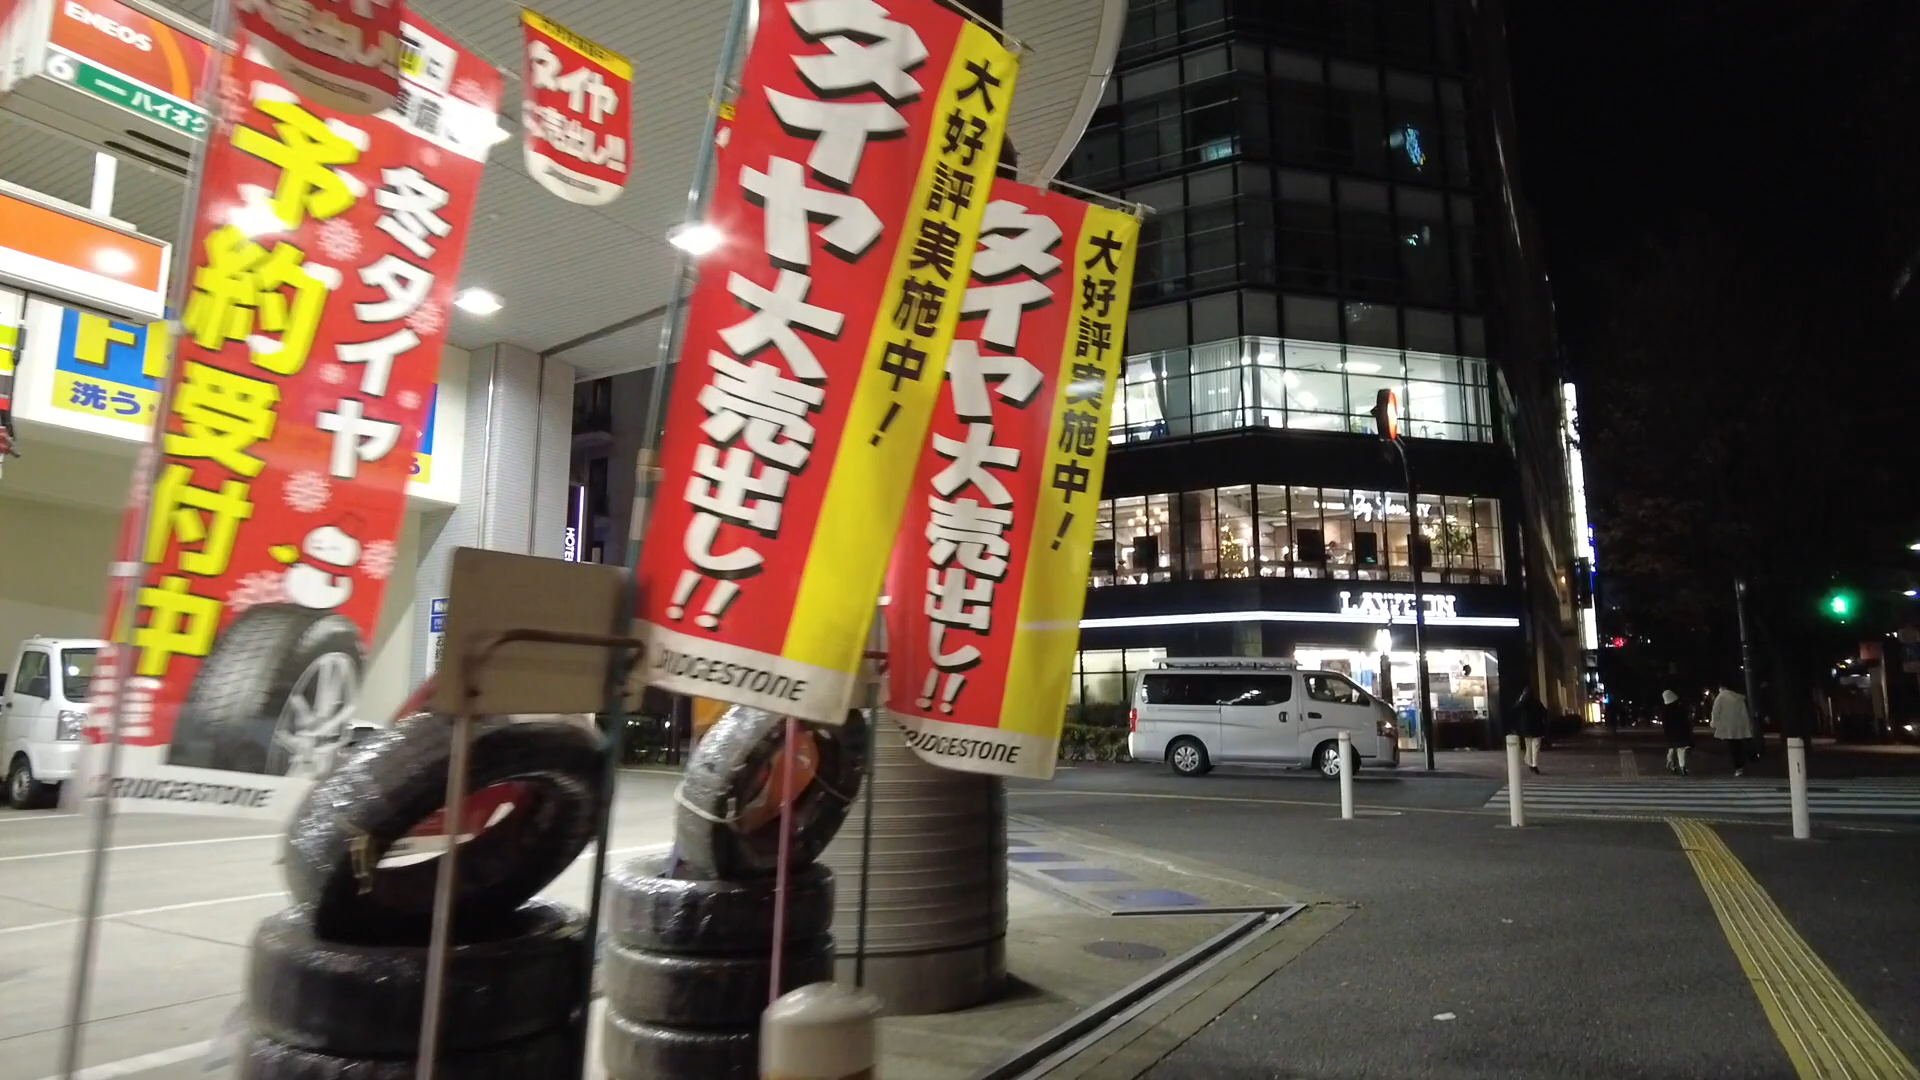 ENEOS
6
ハイオク
冬タイヤ
予約受付中
BRIDGESTONE
タイヤ
大売出し!!
タイヤ大売出し!!
大好評実施中!
BRIDGESTONE
タイヤ大売出し!!
大好評実施中!
BRIDGESTONE
洗う
HOTEL
LAWSON